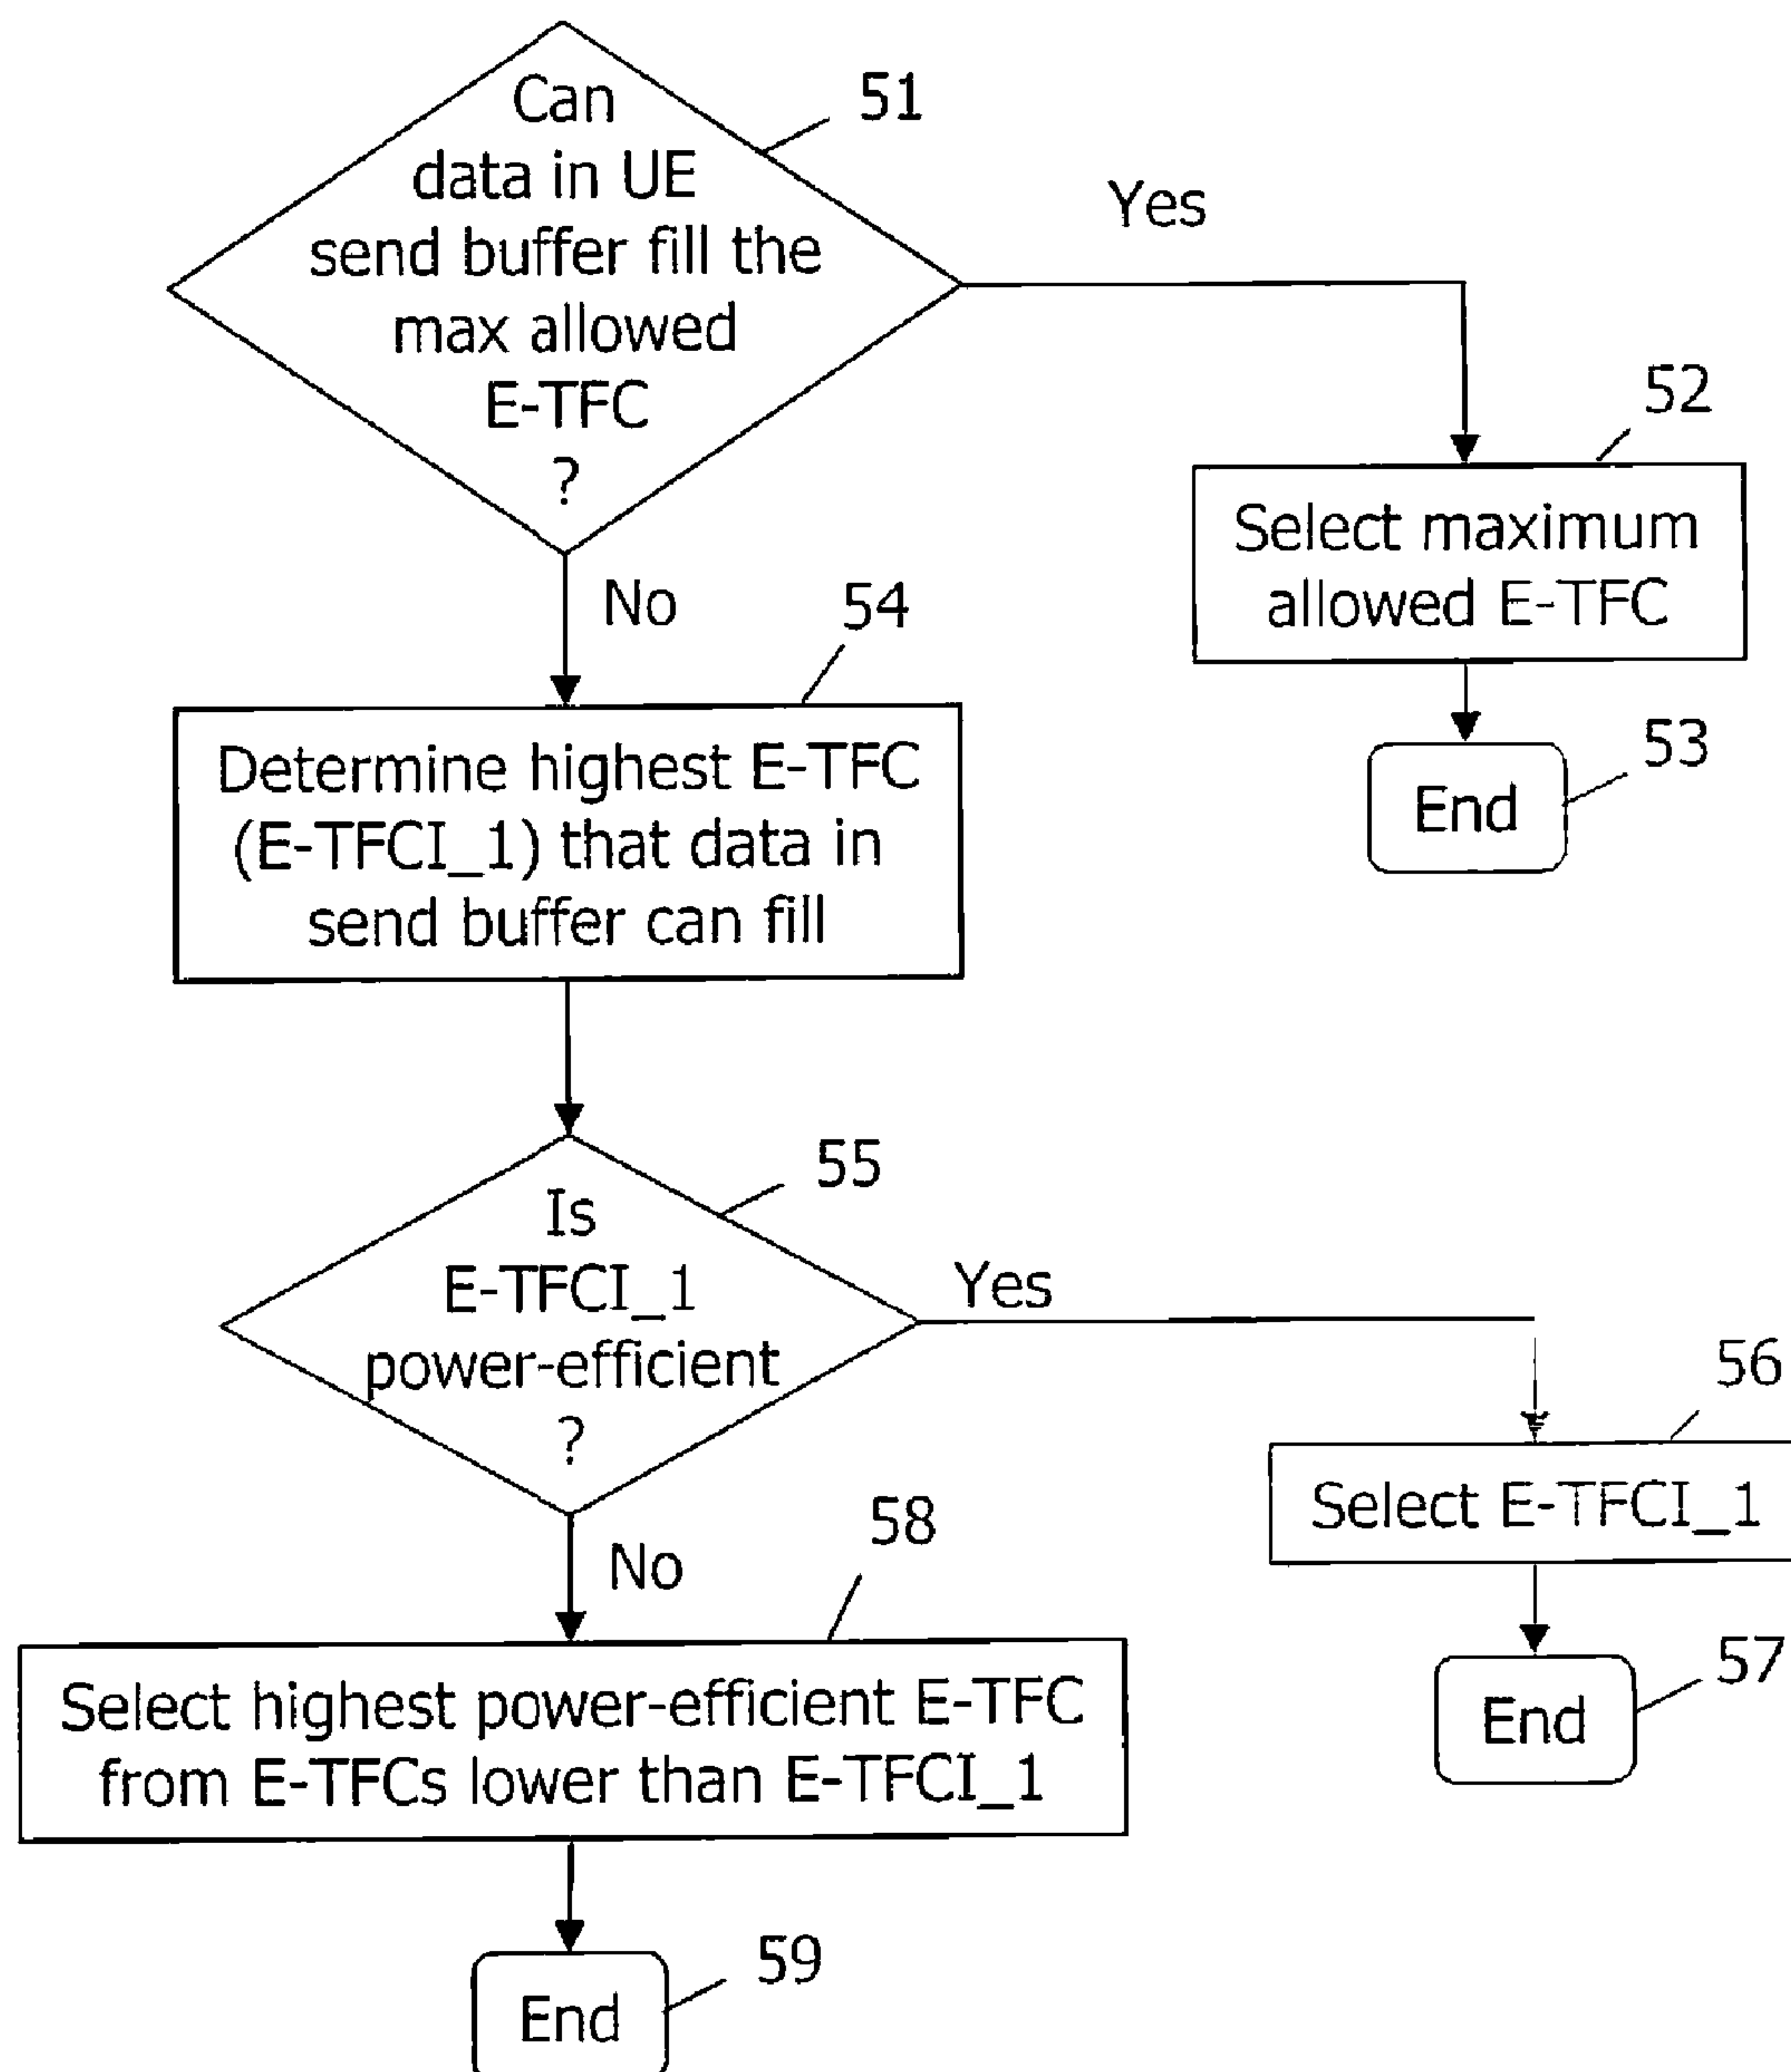 Can
data in UE
send buffer fill the
max allowed
E-TFC
?
51
Yes
52
Select maximum
allowed E-TFC
53
End
No
54
Determine highest E-TFC
(E-TFCI_1) that data in
send buffer can fill
55
Is
E-TFCI_1
power-efficient
?
Yes
56
Select E-TFCI_1
57
End
No
58
Select highest power-efficient E-TFC
from E-TFCs lower than E-TFCI_1
59
End